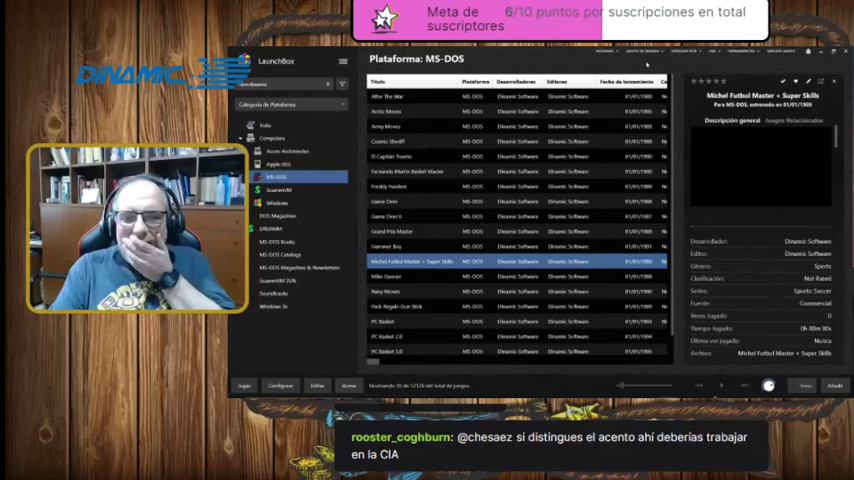 Meta de
suscriptores
6/10 puntos por suscripciones en total
DINAMIC
LaunchBox
Categoría de Plataforma
Todo
Computers
Acorn Archimedes
Apple IIGS
MS-DOS
ScummVM
Windows
DOS Magazines
MS-DOS Books
MS-DOS Catalogs
MS-DOS Magazines & Newsletters
ScummVM SVN
Soundtracks
Windows 3x
Plataforma: MS-DOS
Título Plataforma Desarrolladores Editores Fecha de lanzamiento
After The War MS-DOS Dinamic Software Dinamic Software
Arctic Moves MS-DOS Dinamic Software Dinamic Software
Army Moves MS-DOS Dinamic Software Dinamic Software
Cosmic Sheriff MS-DOS Dinamic Software Dinamic Software
El Capitán Trueno MS-DOS Dinamic Software Dinamic Software
Fernando Martín Basket Master MS-DOS Dinamic Software Dinamic Software
Freddy Hardest MS-DOS Dinamic Software Dinamic Software
Game Over MS-DOS Dinamic Software Dinamic Software
Game Over II MS-DOS Dinamic Software Dinamic Software
Grand Prix Master MS-DOS Dinamic Software Dinamic Software
Hammer Boy MS-DOS Dinamic Software Dinamic Software
Michel Futbol Master + Super Skills MS-DOS Dinamic Software Dinamic Software
Mike Gunner MS-DOS Dinamic Software Dinamic Software
Navy Moves MS-DOS Dinamic Software Dinamic Software
Pack Regalo Gun Stick MS-DOS Dinamic Software Dinamic Software
PC Basket MS-DOS Dinamic Software Dinamic Software
PC Basket 2.0 MS-DOS Dinamic Software Dinamic Software
PC Basket 3.0 MS-DOS Dinamic Software Dinamic Software
Michel Futbol Master + Super Skills
Para MS-DOS, estrenado en 01/01/1989
Descripción general Juegos Relacionados
Desarrollador: Dinamic Software
Editor: Dinamic Software
Género: Sports
Clasificación: Not Rated
Series: Sports: Soccer
Fuente: Commercial
Veces Jugado: 0
Tiempo Jugado: 0h 00m 00s
Última vez jugado: Nunca
Archivo: Michel Futbol Master + Super Skills
Jugar Configurar Editar Borrar
Añadir
rooster_coghburn: @chesaez si distingues el acento ahí deberías trabajar
en la CIA